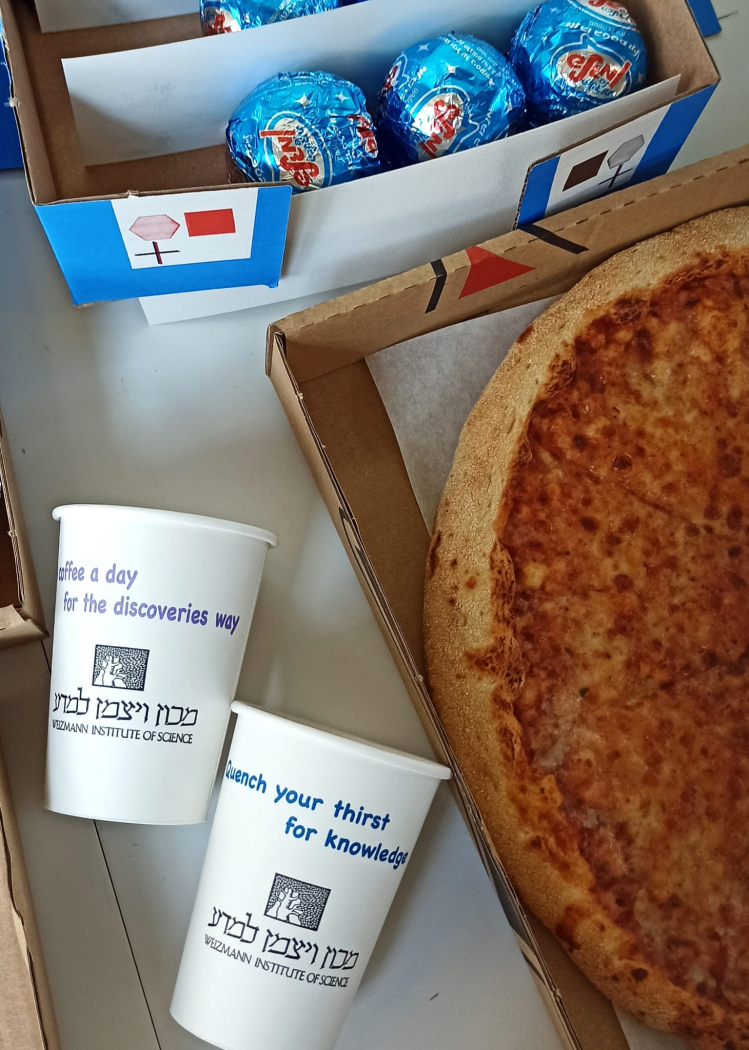 coffee a day
for the discoveries way
מכון ויצמן למדע
WEIZMANN INSTITUTE OF SCIENCE
Quench your thirst
for knowledge
מכון ויצמן למדע
WEIZMANN INSTITUTE OF SCIENCE